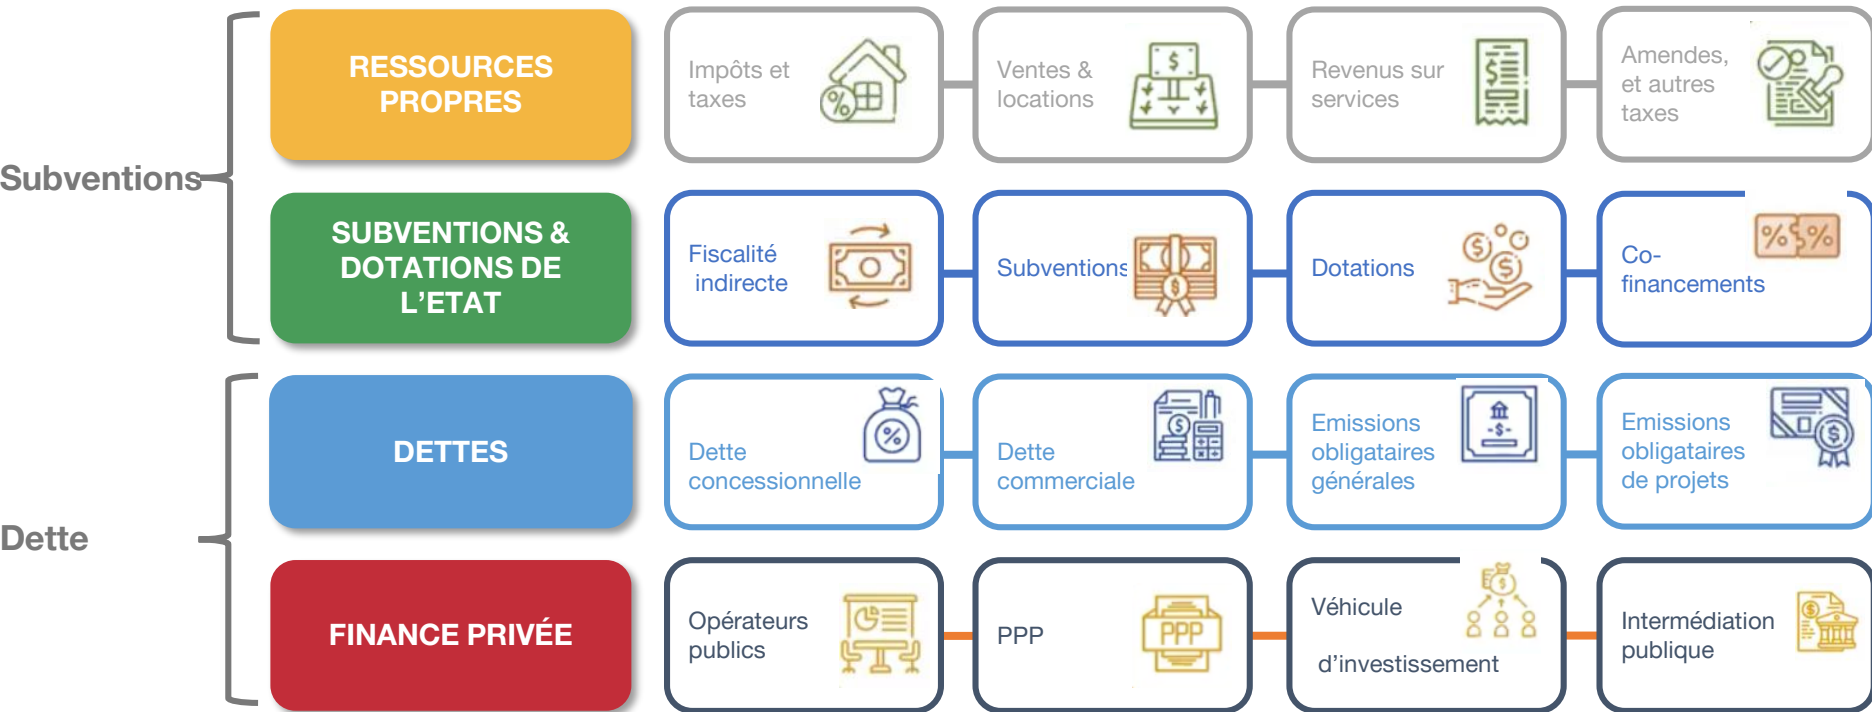 Subventions
RESSOURCES
PROPRES
Impôts et
taxes
%
Ventes &
locations
$
Revenus sur
services
$
Amendes,
et autres
taxes
SUBVENTIONS &
DOTATIONS DE
L'ETAT
Fiscalité
indirecte
Subventions
$
Dotations
$
$
Co-
financements
% %
Dette
DETTES
Dette
concessionnelle
%
Dette
commerciale
$
Emissions
obligataires
générales
-$-
Emissions
obligataires
de projets
$
FINANCE PRIVÉE
Opérateurs
publics
PPP
PPP
Véhicule
d'investissement
$
Intermédiation
publique
$